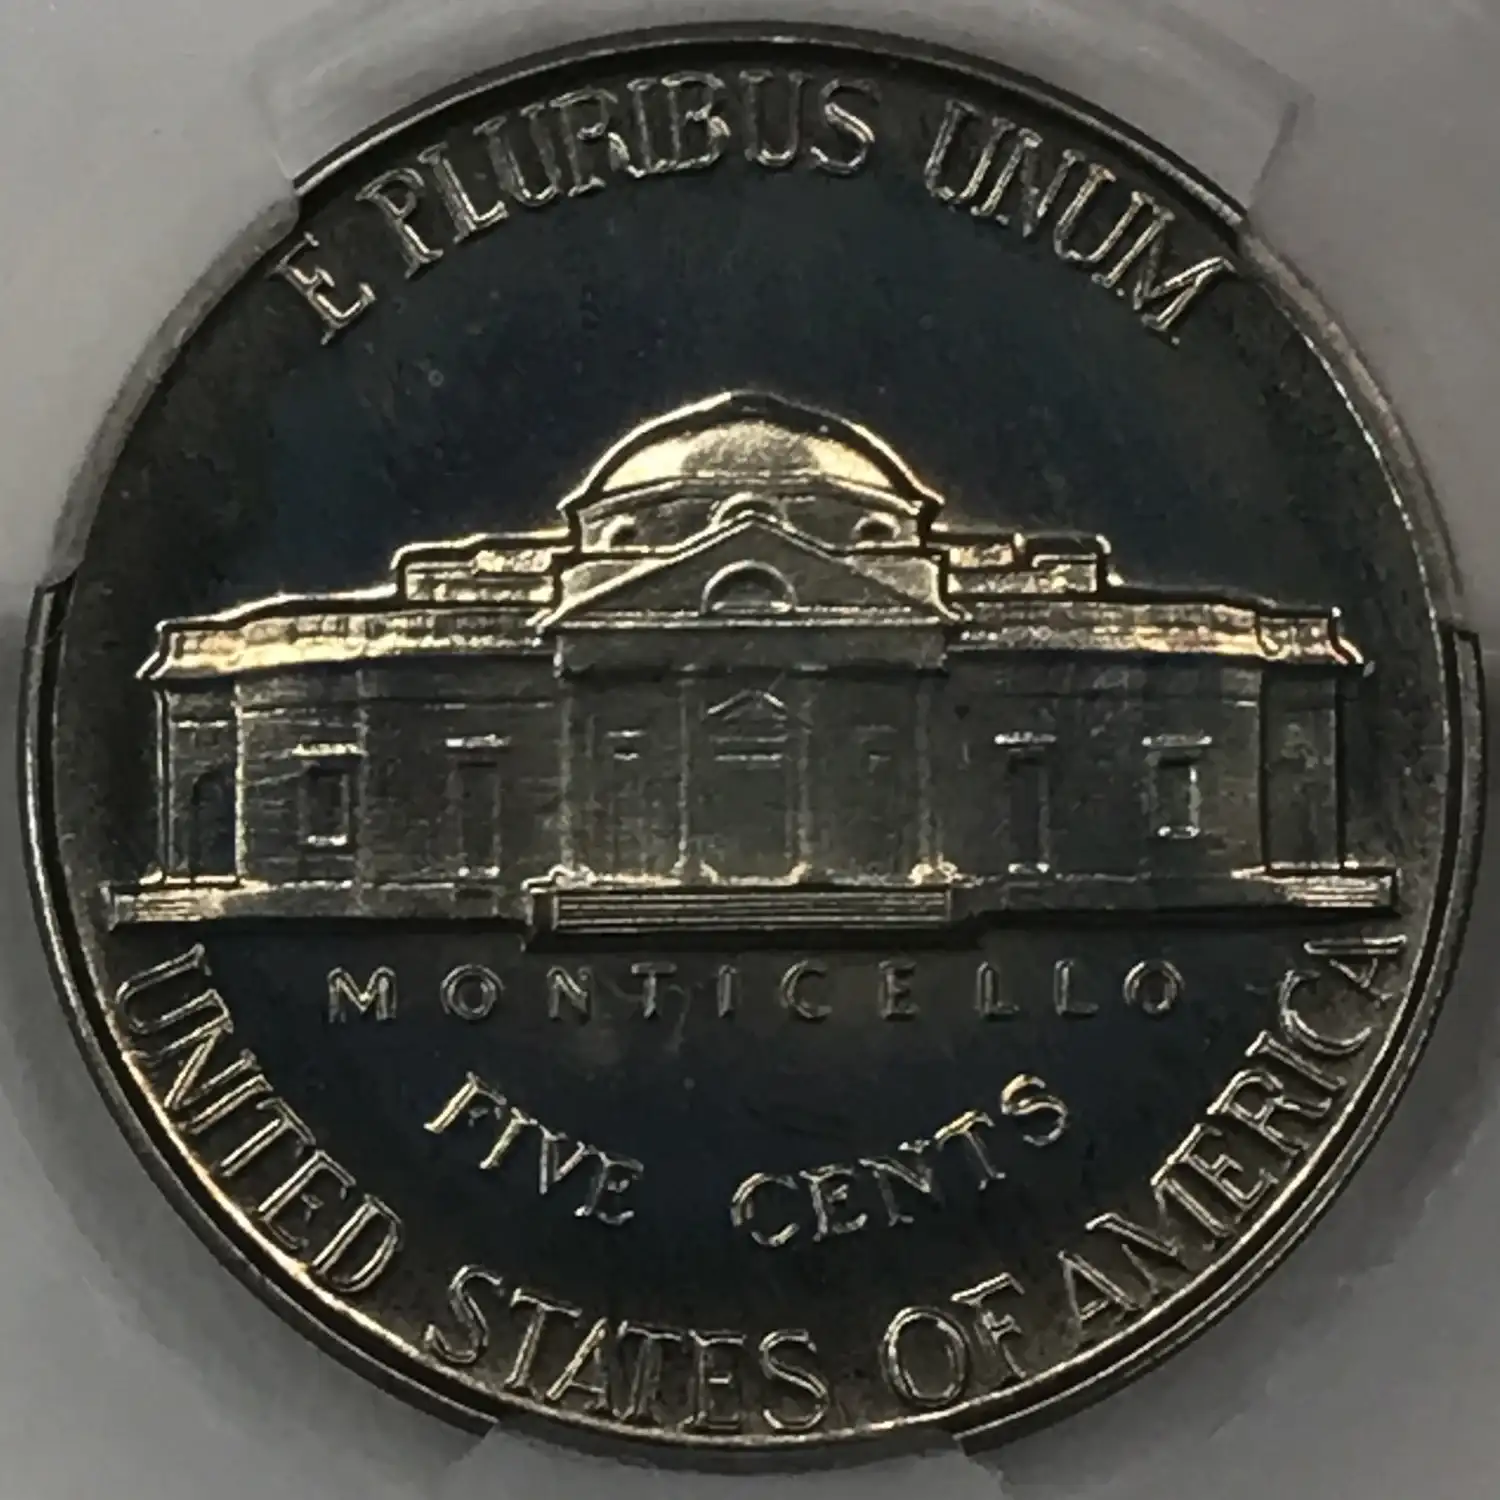 E PLURIBUS UNUM
MONTICELLO
FIVE CENTS
UNITED STATES OF AMERICA